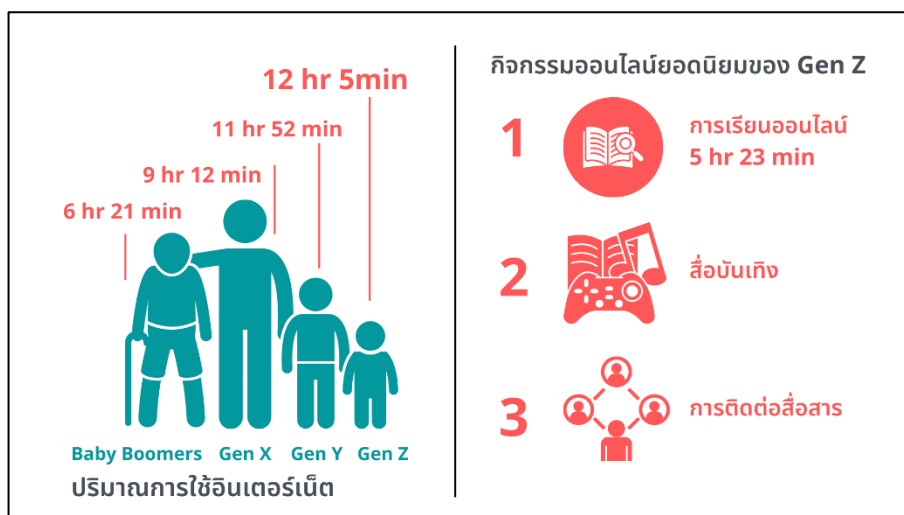 12 hr 5min
11 hr 52 min
9 hr 12 min
6 hr 21 min
Baby Boomers Gen X Gen Y Gen Z
ปริมาณการใช้อินเตอร์เน็ต
กิจกรรมออนไลน์ยอดนิยมของ Gen Z
1
การเรียนออนไลน์
5 hr 23 min
2
สื่อบันเทิง
3
การติดต่อสื่อสาร